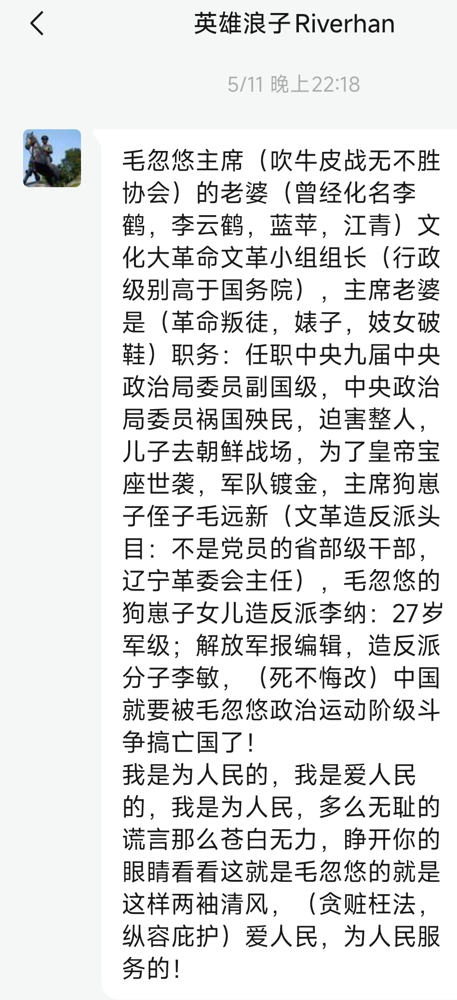 英雄浪子Riverhan
5/11 晚上22:18
毛忽悠主席（吹牛皮战无不胜
协会）的老婆（曾经化名李
鹤，李云鹤，蓝苹，江青）文
化大革命文革小组组长（行政
级别高于国务院），主席老婆
是（革命叛徒，婊子，妓女破
鞋）职务：任职中央九届中央
政治局委员副国级，中央政治
局委员祸国殃民，迫害整人，
儿子去朝鲜战场，为了皇帝宝
座世袭，军队镀金，主席狗崽
子侄子毛远新（文革造反派头
目：不是党员的省部级干部，
辽宁革委会主任），毛忽悠的
狗崽子女儿造反派李纳：27岁
军级；解放军报编辑，造反派
分子李敏，（死不悔改）中国
就要被毛忽悠政治运动阶级斗
争搞亡国了！
我是为人民的，我是爱人民
的，我是为人民，多么无耻的
谎言那么苍白无力，睁开你的
眼睛看看这就是毛忽悠的就是
这样两袖清风，（贪赃枉法，
纵容庇护）爱人民，为人民服
务的！